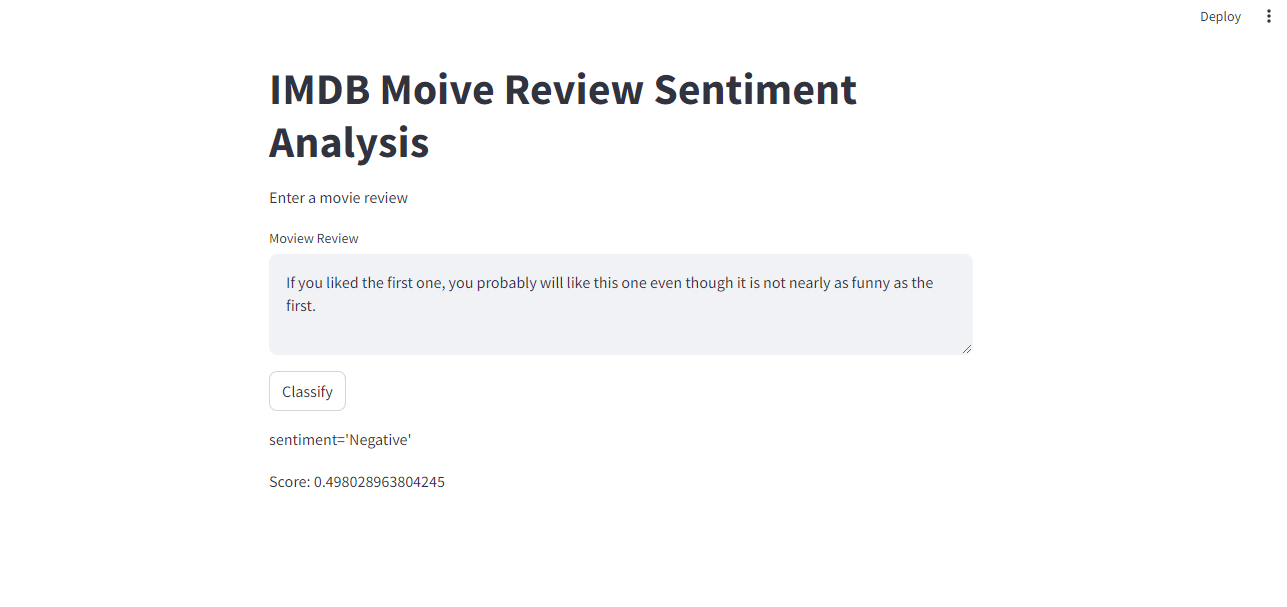 Deploy
IMDB Moive Review Sentiment
Analysis
Enter a movie review
Moview Review
If you liked the first one, you probably will like this one even though it is not nearly as funny as the
first.
Classify
sentiment='Negative'
Score: 0.498028963804245